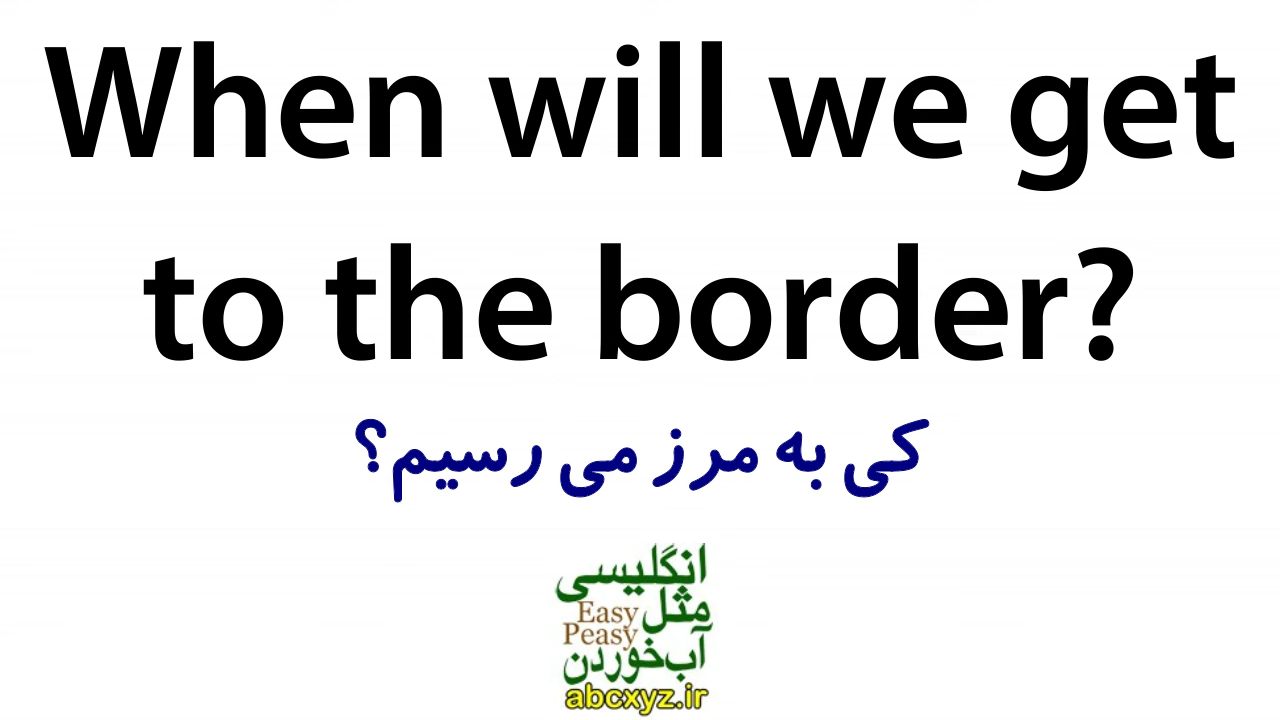 When will we get
to the border?
کی به مرز می رسیم؟
انگلیسی
مثل
Easy
Peasy
آب‌خوردن
abcxyz.ir